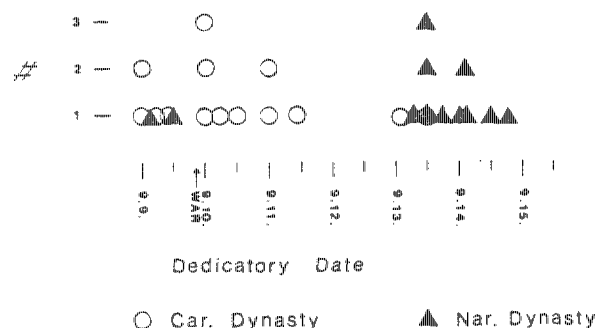 3
2
#
1
9.9. WAR 9.10. 9.11. 9.12. 9.13. 9.14. 9.15.
Dedicatory Date
Car. Dynasty Nar. Dynasty